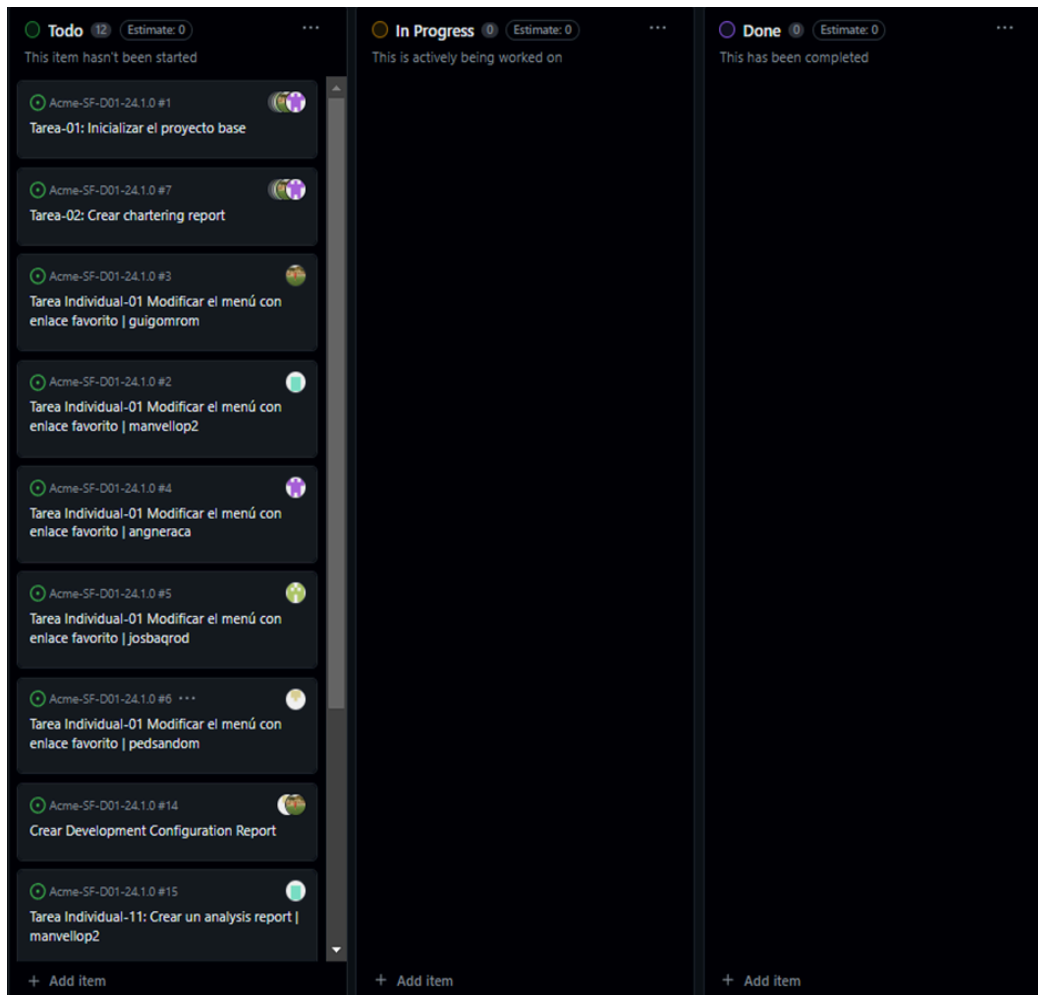 Todo 12 Estimate: 0 ...
This item hasn't been started
Acme-SF-D01-24.1.0 #1
Tarea-01: Inicializar el proyecto base
Acme-SF-D01-24.1.0 #7
Tarea-02: Crear chartering report
Acme-SF-D01-24.1.0 #3
Tarea Individual-01 Modificar el menú con
enlace favorito | guigomrom
Acme-SF-D01-24.1.0 #2
Tarea Individual-01 Modificar el menú con
enlace favorito | manvellop2
Acme-SF-D01-24.1.0 #4
Tarea Individual-01 Modificar el menú con
enlace favorito | angneraca
Acme-SF-D01-24.1.0 #5
Tarea Individual-01 Modificar el menú con
enlace favorito | josbaqrod
Acme-SF-D01-24.1.0 #6 ...
Tarea Individual-01 Modificar el menú con
enlace favorito | pedsandom
Acme-SF-D01-24.1.0 #14
Crear Development Configuration Report
Acme-SF-D01-24.1.0 #15
Tarea Individual-11: Crear un analysis report |
manvellop2
+ Add item
In Progress 0 Estimate: 0 ...
This is actively being worked on
+ Add item
Done 0 Estimate: 0 ...
This has been completed
+ Add item